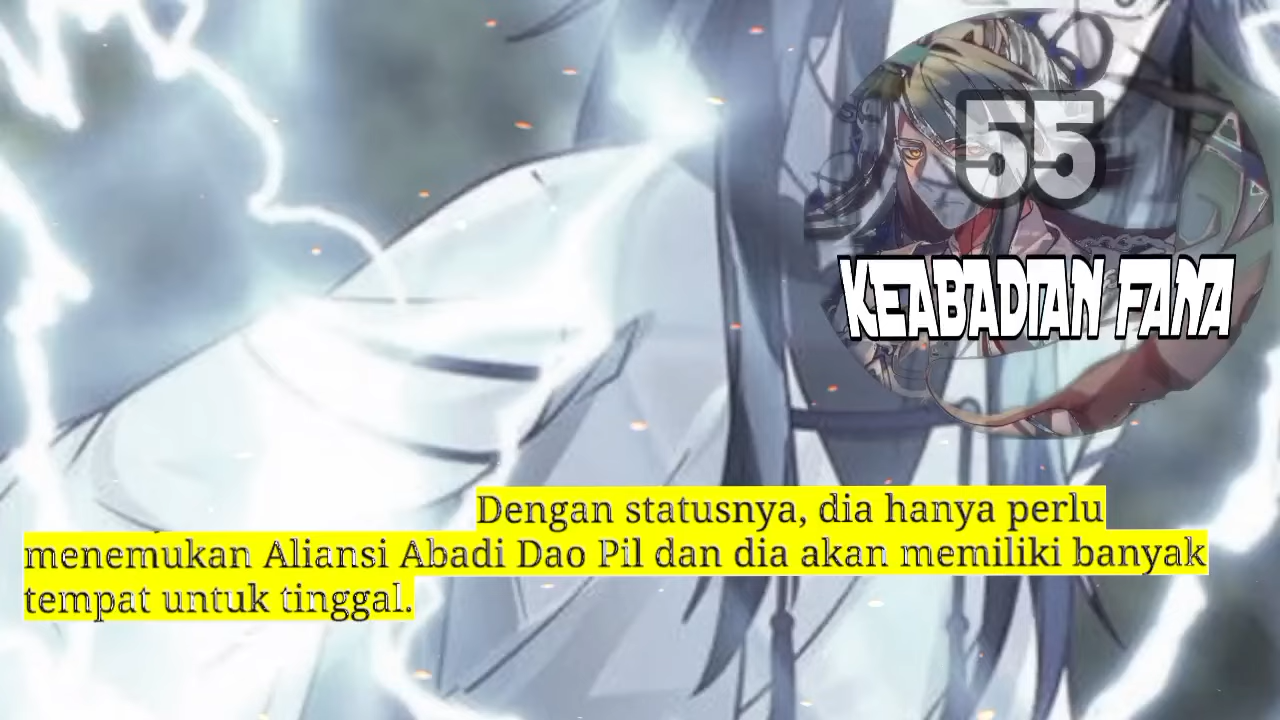 55
KEABADIAN FANA
Dengan statusnya, dia hanya perlu
menemukan Aliansi Abadi Dao Pil dan dia akan memiliki banyak
tempat untuk tinggal.